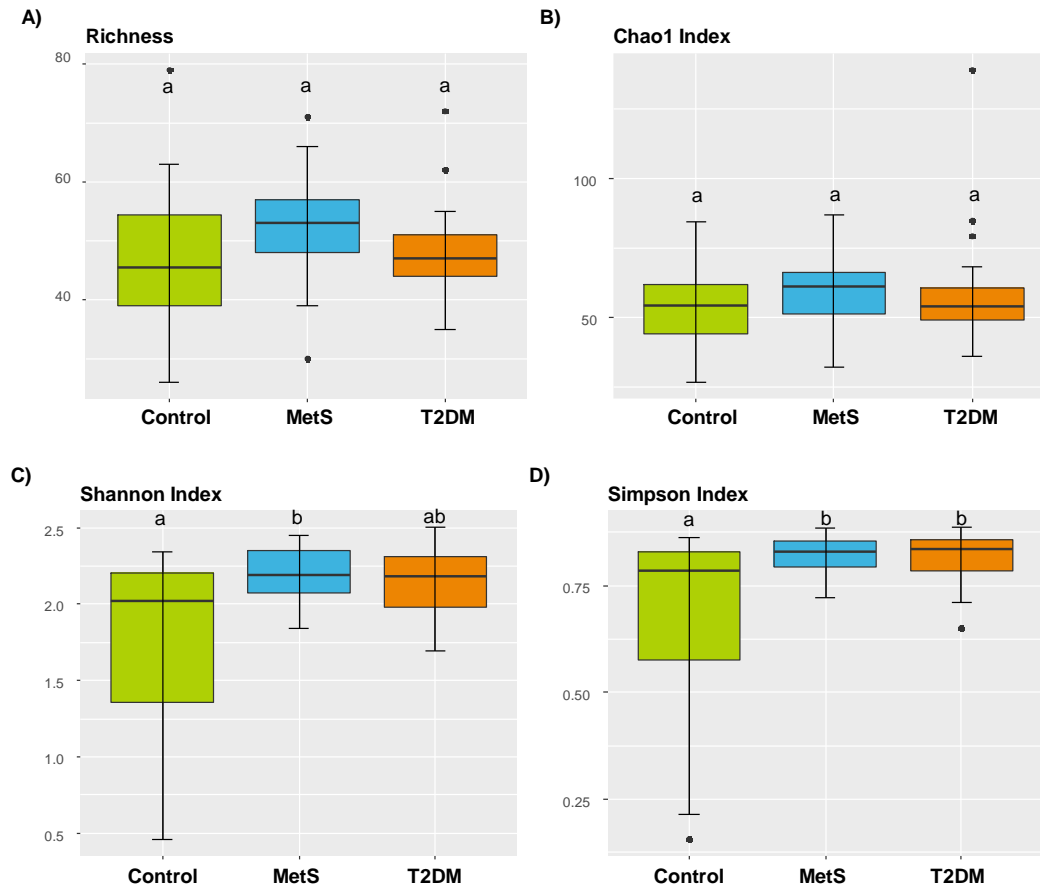 A)
Richness
80
60
40
a a a
Control MetS T2DM
B)
Chao1 Index
100
50
a a a
Control MetS T2DM
C)
Shannon Index
2.5
2.0
1.5
1.0
0.5
a b ab
Control MetS T2DM
D)
Simpson Index
0.75
0.50
0.25
a b b
Control MetS T2DM